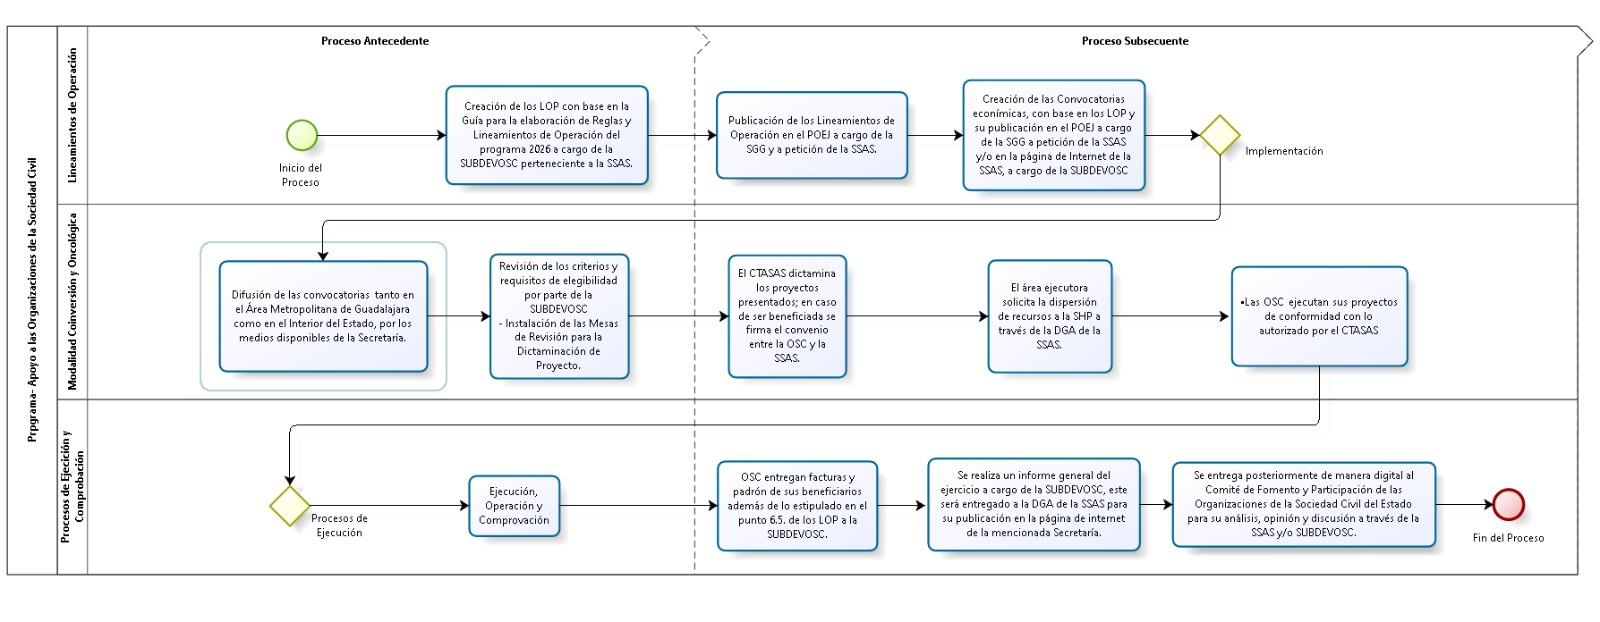 Proceso Antecedente
Proceso Subsecuente
Prpgrama- Apoyo a las Organizaciones de la Sociedad Civil
Lineamientos de Operación
Inicio del
Proceso
Creación de los LOP con base en la
Guía para la elaboración de Reglas y
Lineamientos de Operación del
programa 2026 a cargo de la
SUBDEVOSC perteneciente a la SSAS.
Publicación de los Lineamientos de
Operación en el POEJ a cargo de la
SGG y a petición de la SSAS.
Creación de las Convocatorias
econímicas, con base en los LOP y
su publicación en el POEJ a cargo
de la SGG a petición de la SSAS
y/o en la página de Internet de la
SSAS, a cargo de la SUBDEVOSC
Implementación
Modalidad Coinversión y Oncológica
Difusión de las convocatorias tanto en
el Área Metropolitana de Guadalajara
como en el Interior del Estado, por los
medios disponibles de la Secretaría.
Revisión de los criterios y
requisitos de elegibilidad
por parte de la
SUBDEVOSC
- Instalación de las Mesas
de Revisión para la
Dictaminación de
Proyecto.
El CTASAS dictamina
los proyectos
presentados; en caso
de ser beneficiada se
firma el convenio
entre la OSC y la
SSAS.
El área ejecutora
solicita la dispersión
de recursos a la SHP a
través de la DGA de la
SSAS.
•Las OSC ejecutan sus proyectos
de conformidad con lo
autorizado por el CTASAS
Procesos de Ejecición y
Comprobación
Procesos de
Ejecución
Ejecución,
Operación y
Comprovación
OSC entregan facturas y
padrón de sus beneficiarios
además de lo estipulado en el
punto 6.5. de los LOP a la
SUBDEVOSC.
Se realiza un informe general del
ejercicio a cargo de la SUBDEVOSC, este
será entregado a la DGA de la SSAS para
su publicación en la página de internet
de la mencionada Secretaría.
Se entrega posteriormente de manera digital al
Comité de Fomento y Participación de las
Organizaciones de la Sociedad Civil del Estado
para su análisis, opinión y discusión a través de la
SSAS y/o SUBDEVOSC.
Fin del Proceso